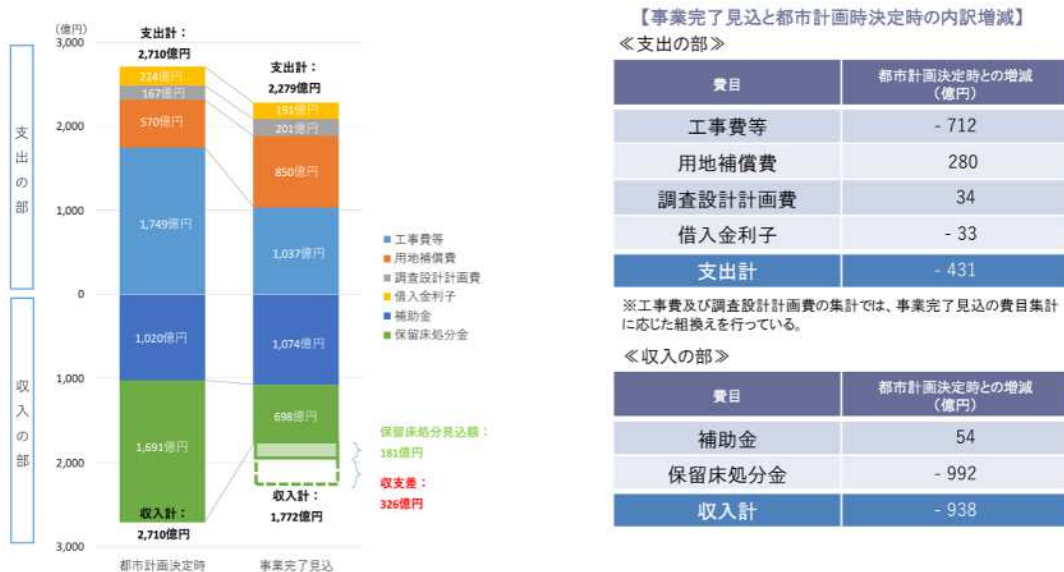 (億円)
3,000
支出計：
2,710億円
224億円
167億円
570億円
1,749億円
支出計：
2,279億円
191億円
201億円
850億円
1,037億円
2,000
1,000
0
支出の部
1,020億円
1,691億円
収入計：
2,710億円
1,074億円
698億円
保留床処分見込額：
181億円
収支差：
326億円
収入計：
1,772億円
1,000
2,000
3,000
収入の部
都市計画決定時
事業完了見込
工事費等
用地補償費
調査設計計画費
借入金利子
補助金
保留床処分金
【事業完了見込と都市計画時決定時の内訳増減】
≪支出の部≫
費目 都市計画決定時との増減
(億円)
工事費等 - 712
用地補償費 280
調査設計計画費 34
借入金利子 - 33
支出計 - 431
※工事費及び調査設計計画費の集計では、事業完了見込の費目集計
に応じた組換えを行っている。
≪収入の部≫
費目 都市計画決定時との増減
(億円)
補助金 54
保留床処分金 - 992
収入計 - 938